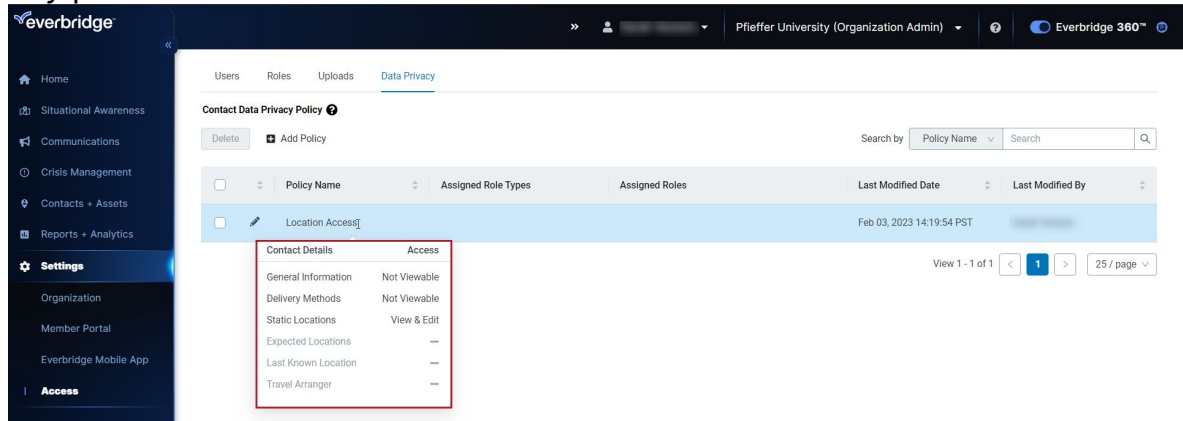 everbridge
Pfieffer University (Organization Admin)
Everbridge 360™
Home
Situational Awareness
Communications
Crisis Management
Contacts + Assets
Reports + Analytics
Settings
Organization
Member Portal
Everbridge Mobile App
Access
Users Roles Uploads Data Privacy
Contact Data Privacy Policy
Delete Add Policy Search by Policy Name Search
Policy Name Assigned Role Types Assigned Roles Last Modified Date Last Modified By
Location Access Feb 03, 2023 14:19:54 PST
Contact Details Access
General Information Not Viewable
Delivery Methods Not Viewable
Static Locations View & Edit
Expected Locations —
Last Known Location —
Travel Arranger —
View 1 - 1 of 1 < 1 > 25 / page